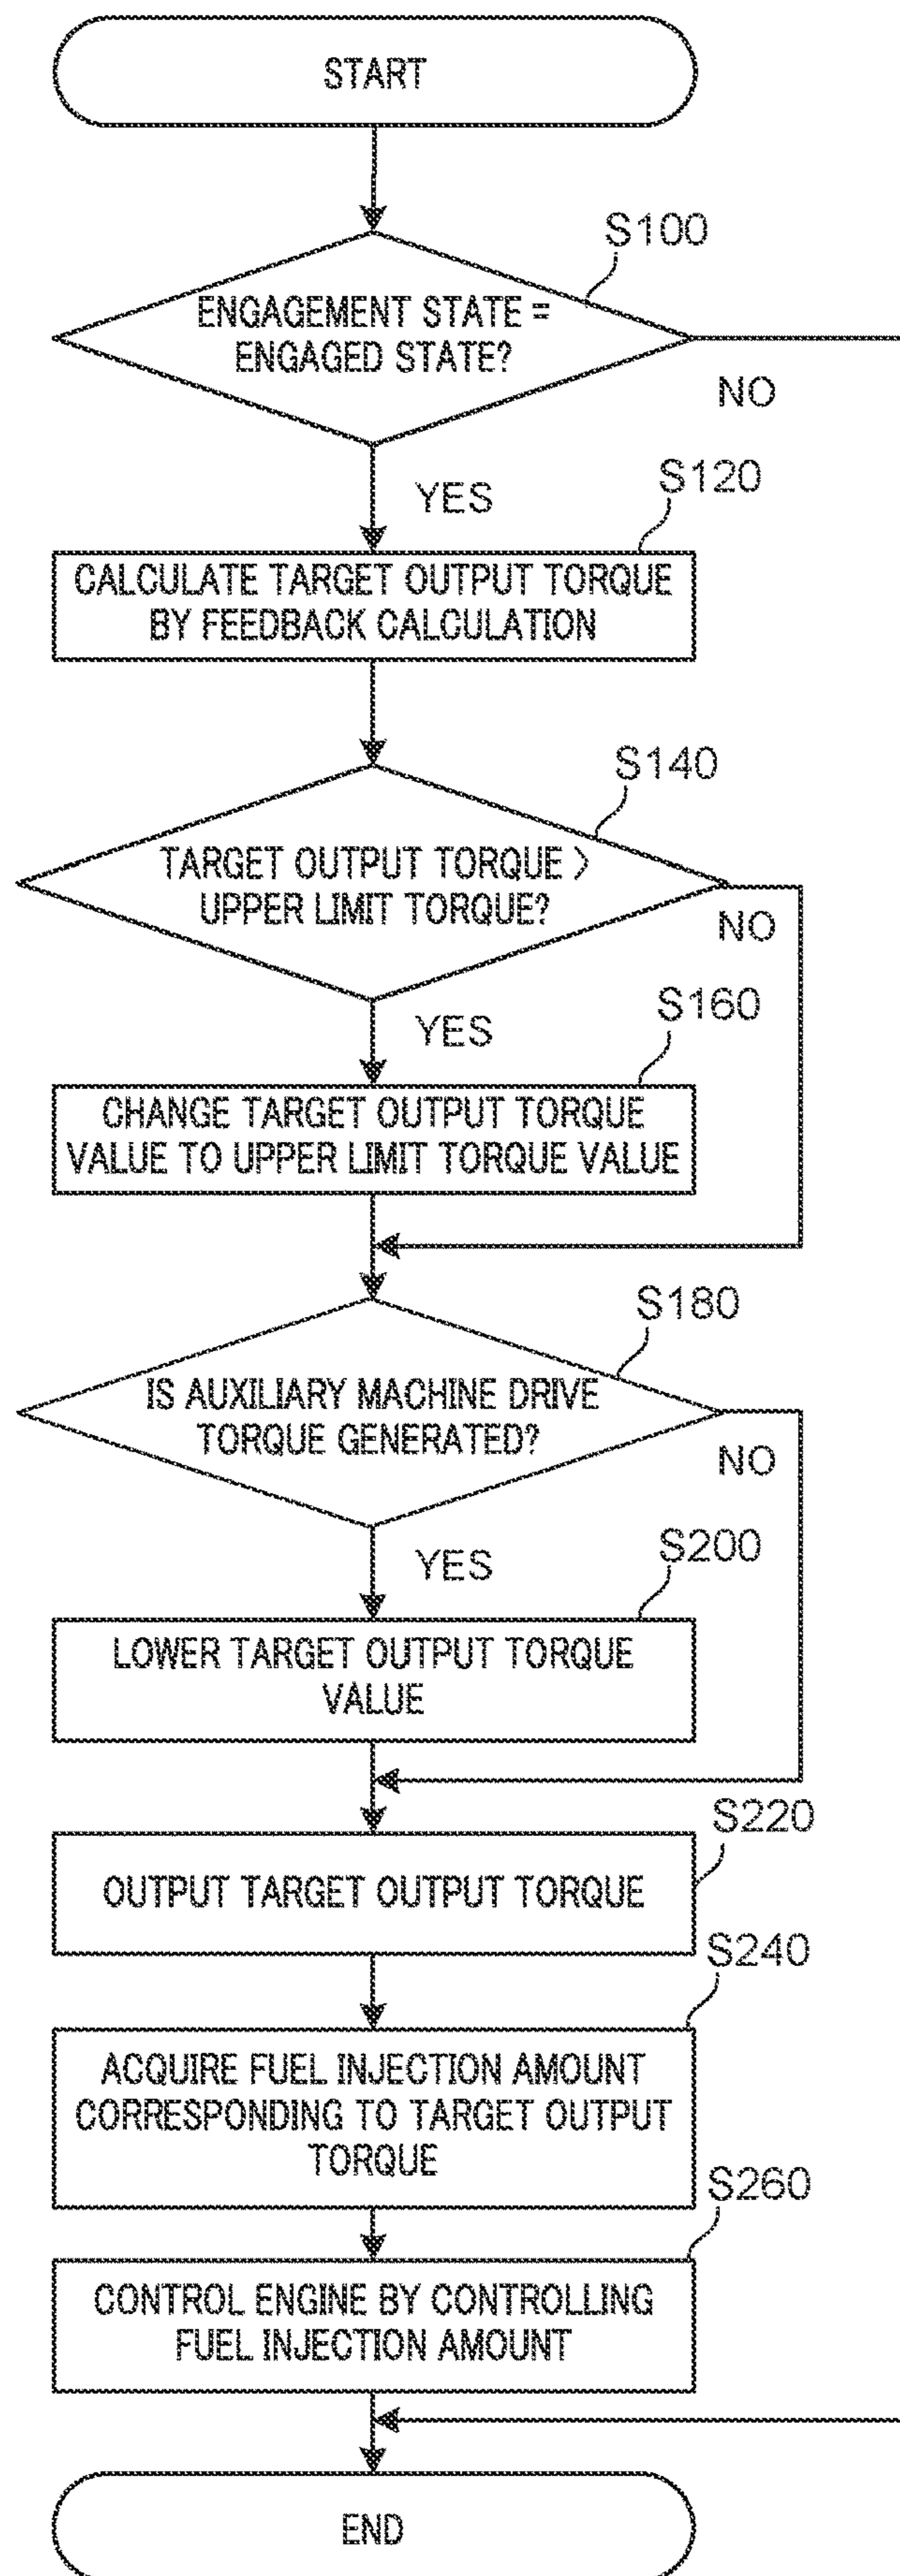 START
S100
ENGAGEMENT STATE =
ENGAGED STATE?
NO
YES
S120
CALCULATE TARGET OUTPUT TORQUE
BY FEEDBACK CALCULATION
S140
TARGET OUTPUT TORQUE >
UPPER LIMIT TORQUE?
NO
YES
S160
CHANGE TARGET OUTPUT TORQUE
VALUE TO UPPER LIMIT TORQUE VALUE
S180
IS AUXILIARY MACHINE DRIVE
TORQUE GENERATED?
NO
YES
S200
LOWER TARGET OUTPUT TORQUE
VALUE
S220
OUTPUT TARGET OUTPUT TORQUE
S240
ACQUIRE FUEL INJECTION AMOUNT
CORRESPONDING TO TARGET OUTPUT
TORQUE
S260
CONTROL ENGINE BY CONTROLLING
FUEL INJECTION AMOUNT
END